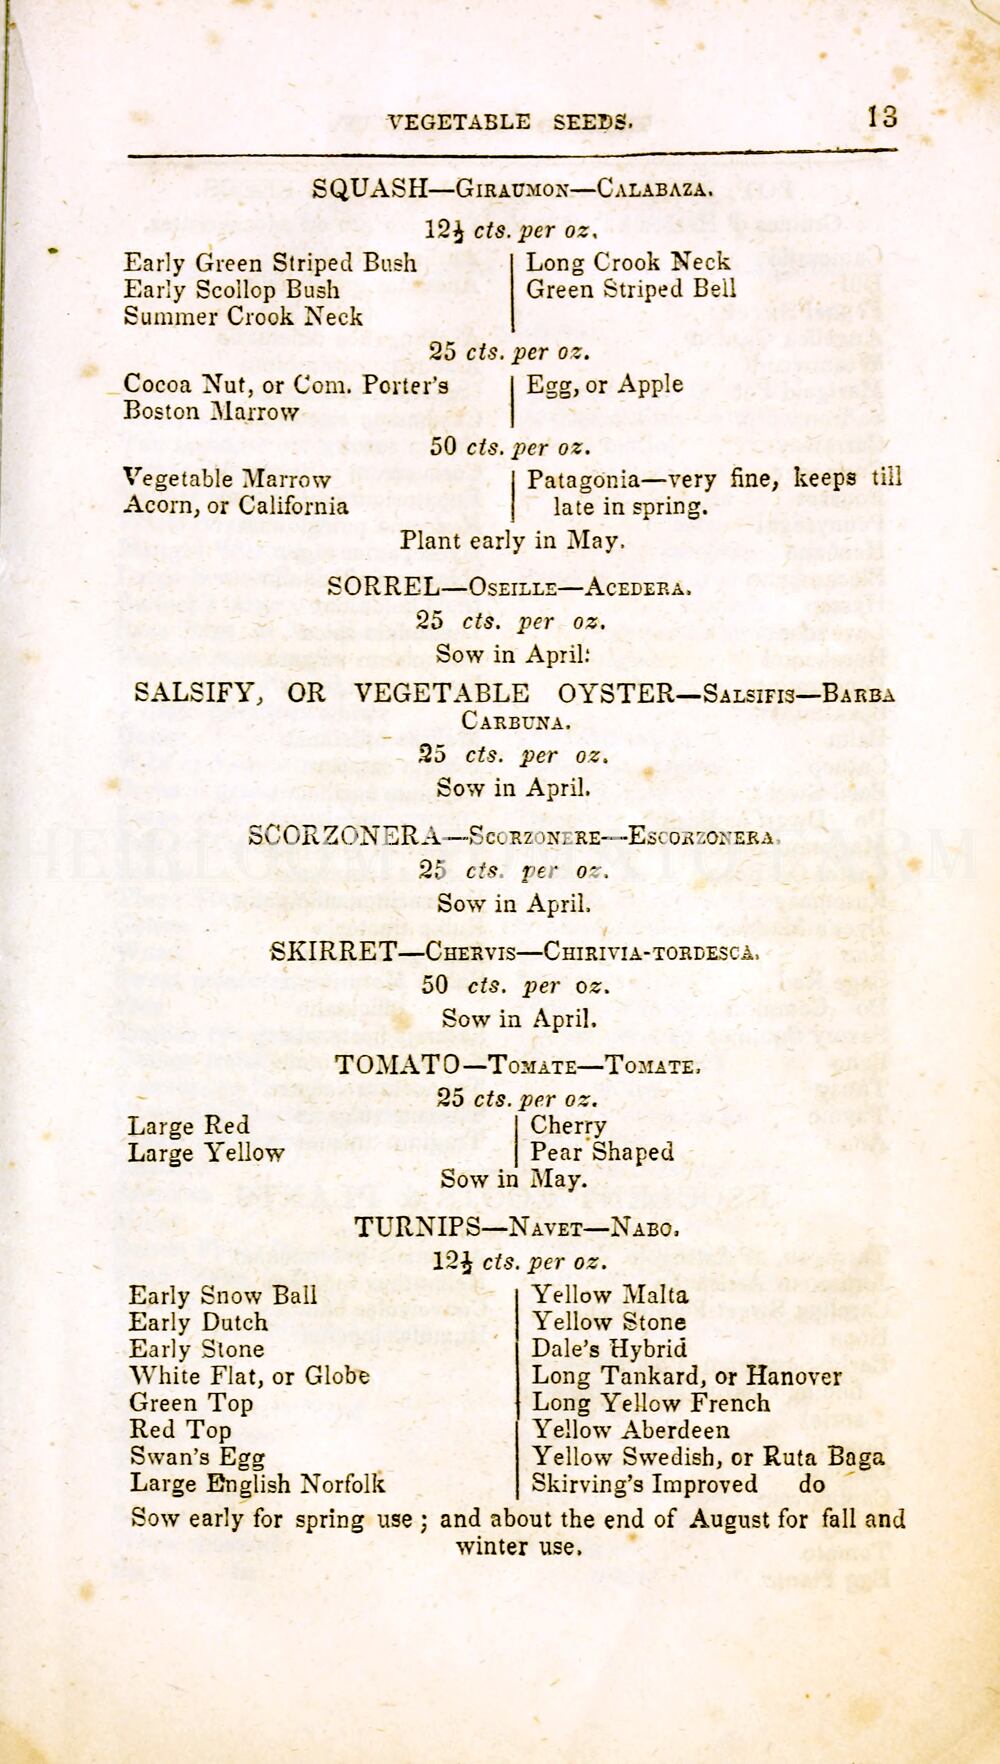 VEGETABLE SEEDS. 13
SQUASH—GIRAUMON—CALABAZA.
12½ cts. per oz.
Early Green Striped Bush
Early Scollop Bush
Summer Crook Neck
Long Crook Neck
Green Striped Bell
25 cts. per oz.
Cocoa Nut, or Com. Porter's
Boston Marrow
Egg, or Apple
50 cts. per oz.
Vegetable Marrow
Acorn, or California
Patagonia—very fine, keeps till
late in spring.
Plant early in May.
SORREL—OSEILLE—ACEDERA.
25 cts. per oz.
Sow in April:
SALSIFY, OR VEGETABLE OYSTER—SALSIFIS—BARBA
CARBUNA.
25 cts. per oz.
Sow in April.
SCORZONERA—SCORZONERE—ESCORZONERA.
25 cts. per oz.
Sow in April.
SKIRRET—CHERVIS—CHIRIVIA-TORDESCA.
50 cts. per oz.
Sow in April.
TOMATO—TOMATE—TOMATE.
25 cts. per oz.
Large Red
Large Yellow
Cherry
Pear Shaped
Sow in May.
TURNIPS—NAVET—NABO.
12½ cts. per oz.
Early Snow Ball
Early Dutch
Early Stone
White Flat, or Globe
Green Top
Red Top
Swan's Egg
Large English Norfolk
Yellow Malta
Yellow Stone
Dale's Hybrid
Long Tankard, or Hanover
Long Yellow French
Yellow Aberdeen
Yellow Swedish, or Ruta Baga
Skirving's Improved do
Sow early for spring use ; and about the end of August for fall and
winter use.